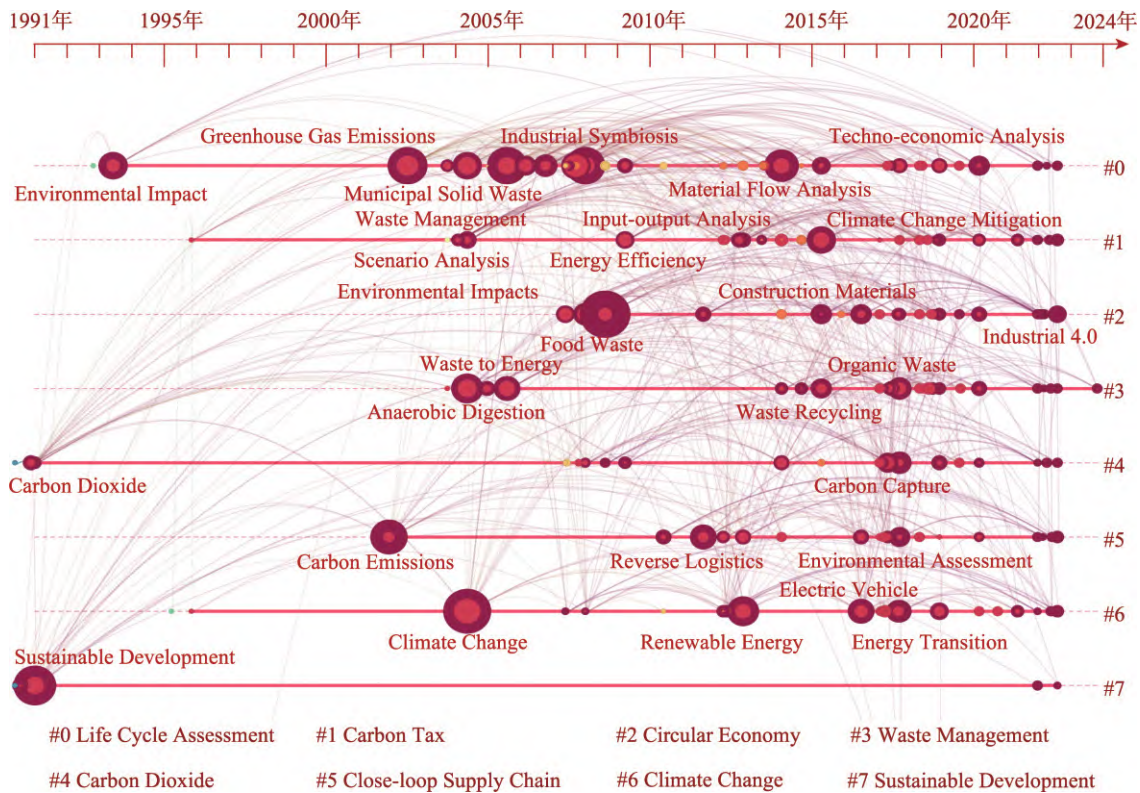 1991年 1995年 2000年 2005年 2010年 2015年 2020年 2024年
Greenhouse Gas Emissions Industrial Symbiosis Techno-economic Analysis
#0
Environmental Impact Municipal Solid Waste Material Flow Analysis
Waste Management Input-output Analysis Climate Change Mitigation
#1
Scenario Analysis Energy Efficiency
Environmental Impacts Construction Materials
#2
Food Waste Industrial 4.0
Waste to Energy Organic Waste
#3
Anaerobic Digestion Waste Recycling
#4
Carbon Dioxide Carbon Capture
#5
Carbon Emissions Reverse Logistics Environmental Assessment
Electric Vehicle
#6
Climate Change Renewable Energy Energy Transition
Sustainable Development
#7
#0 Life Cycle Assessment #1 Carbon Tax #2 Circular Economy #3 Waste Management
#4 Carbon Dioxide #5 Close-loop Supply Chain #6 Climate Change #7 Sustainable Development